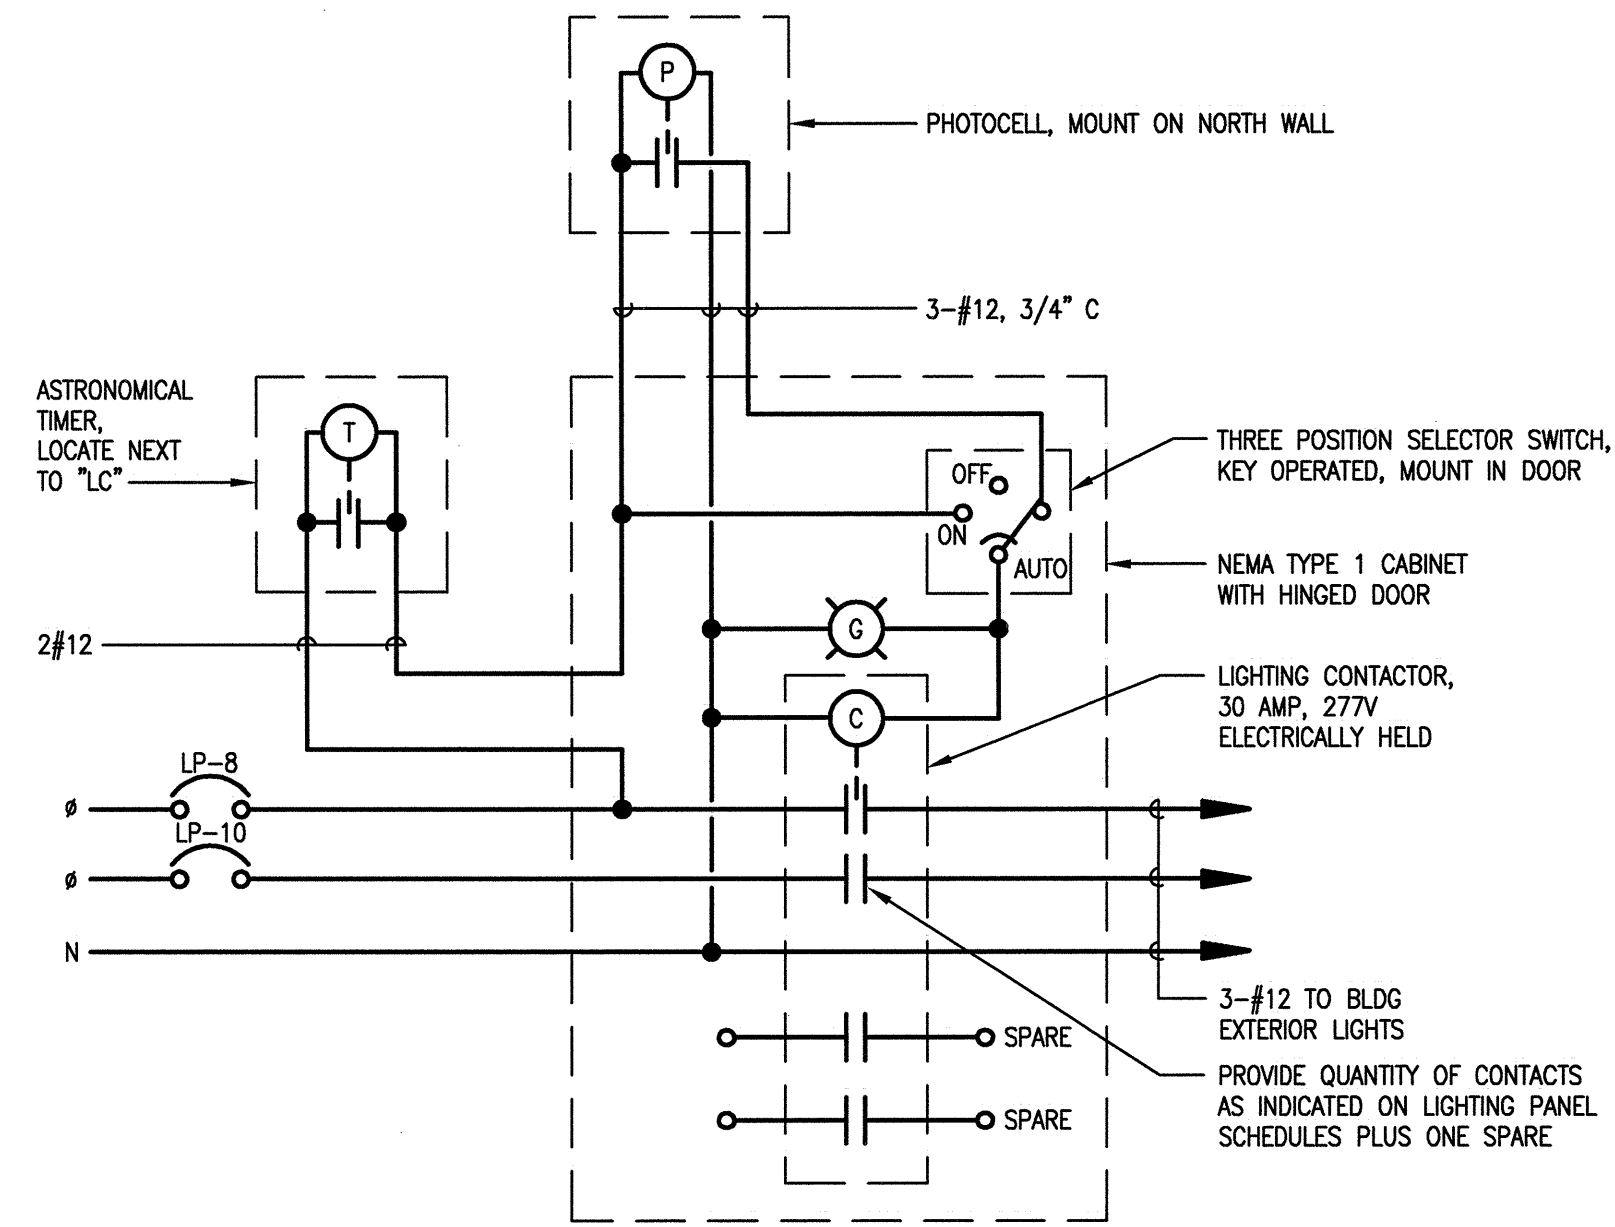 P
PHOTOCELL, MOUNT ON NORTH WALL
3-#12, 3/4" C
ASTRONOMICAL
TIMER,
LOCATE NEXT
TO "LC"
T
THREE POSITION SELECTOR SWITCH,
KEY OPERATED, MOUNT IN DOOR
OFF
ON
AUTO
NEMA TYPE 1 CABINET
WITH HINGED DOOR
G
2#12
LIGHTING CONTACTOR,
30 AMP, 277V
ELECTRICALLY HELD
C
LP-8
ø
LP-10
ø
N
3-#12 TO BLDG
EXTERIOR LIGHTS
SPARE
PROVIDE QUANTITY OF CONTACTS
AS INDICATED ON LIGHTING PANEL
SCHEDULES PLUS ONE SPARE
SPARE